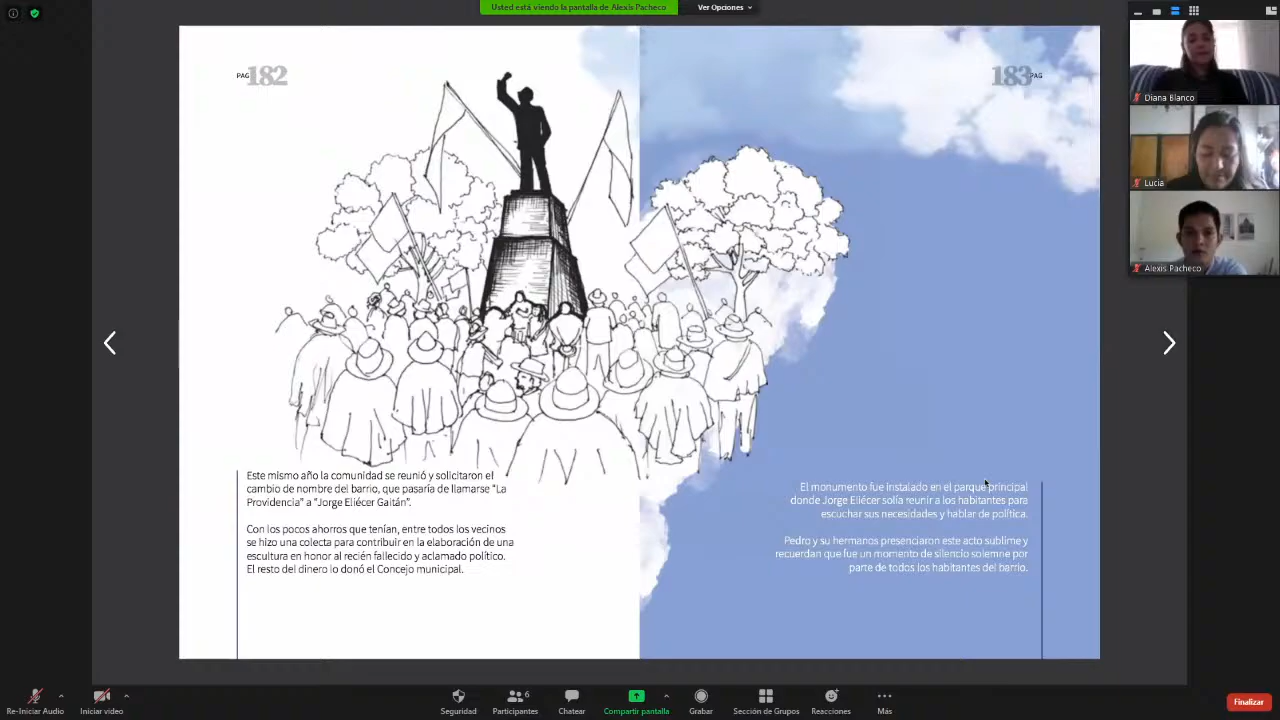 Usted está viendo la pantalla de Alexis Pacheco
Ver Opciones
PAG 182
183 PAG
Este mismo año la comunidad se reunió y solicitaron el
cambio de nombre del barrio, que pasaría de llamarse “La
Providencia” a “Jorge Eliécer Gaitán”.
Con los pocos ahorros que tenían, entre todos los vecinos
se hizo una colecta para contribuir en la elaboración de una
escultura en honor al recién fallecido y aclamado político.
El resto del dinero lo donó el Concejo municipal.
El monumento fue instalado en el parque principal
donde Jorge Eliécer solía reunir a los habitantes para
escuchar sus necesidades y hablar de política.
Pedro y su hermanos presenciaron este acto sublime y
recuerdan que fue un momento de silencio solemne por
parte de todos los habitantes del barrio.
Diana Blanco
Lucia
Alexis Pacheco
Re-Iniciar Audio
Iniciar video
Seguridad
6
Participantes
Chatear
Compartir pantalla
Grabar
Sección de Grupos
Reacciones
Más
Finalizar